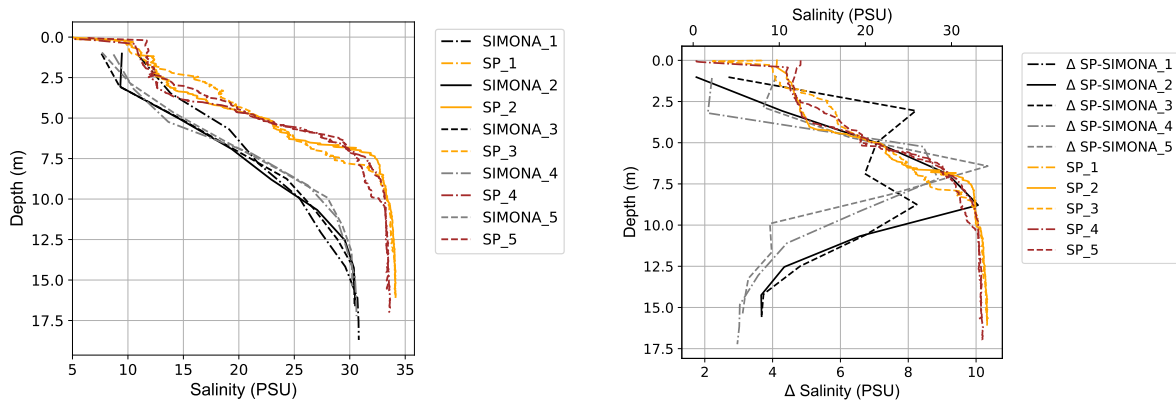 0.0
2.5
5.0
7.5
10.0
12.5
15.0
17.5
Depth (m)
5 10 15 20 25 30 35
Salinity (PSU)
SIMONA_1
SP_1
SIMONA_2
SP_2
SIMONA_3
SP_3
SIMONA_4
SP_4
SIMONA_5
SP_5
Salinity (PSU)
0 10 20 30
0.0
2.5
5.0
7.5
10.0
12.5
15.0
17.5
Depth (m)
2 4 6 8 10
Δ Salinity (PSU)
Δ SP-SIMONA_1
Δ SP-SIMONA_2
Δ SP-SIMONA_3
Δ SP-SIMONA_4
Δ SP-SIMONA_5
SP_1
SP_2
SP_3
SP_4
SP_5